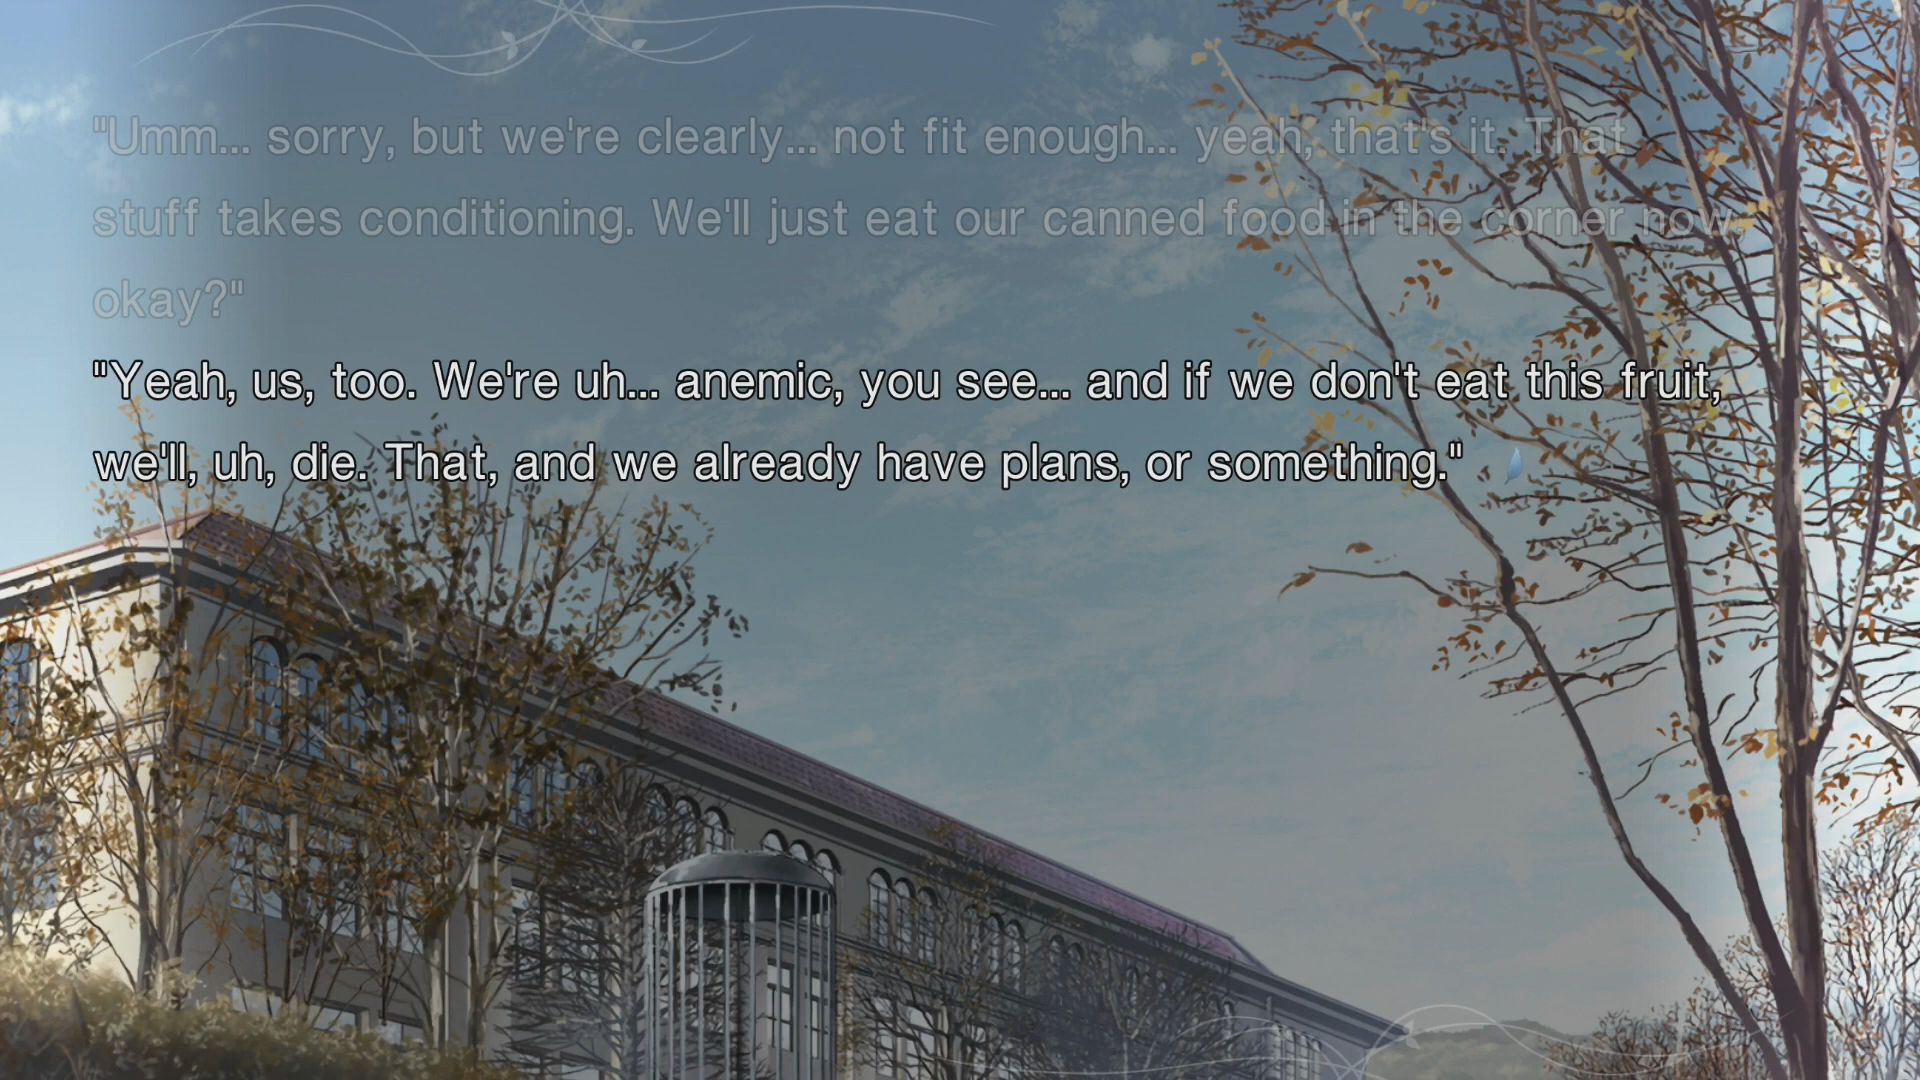 "Umm... sorry, but we're clearly... not fit enough... yeah, that's it. That
stuff takes conditioning. We'll just eat our canned food in the corner now,
okay?"
"Yeah, us, too. We're uh... anemic, you see... and if we don't eat this fruit,
we'll, uh, die. That, and we already have plans, or something."